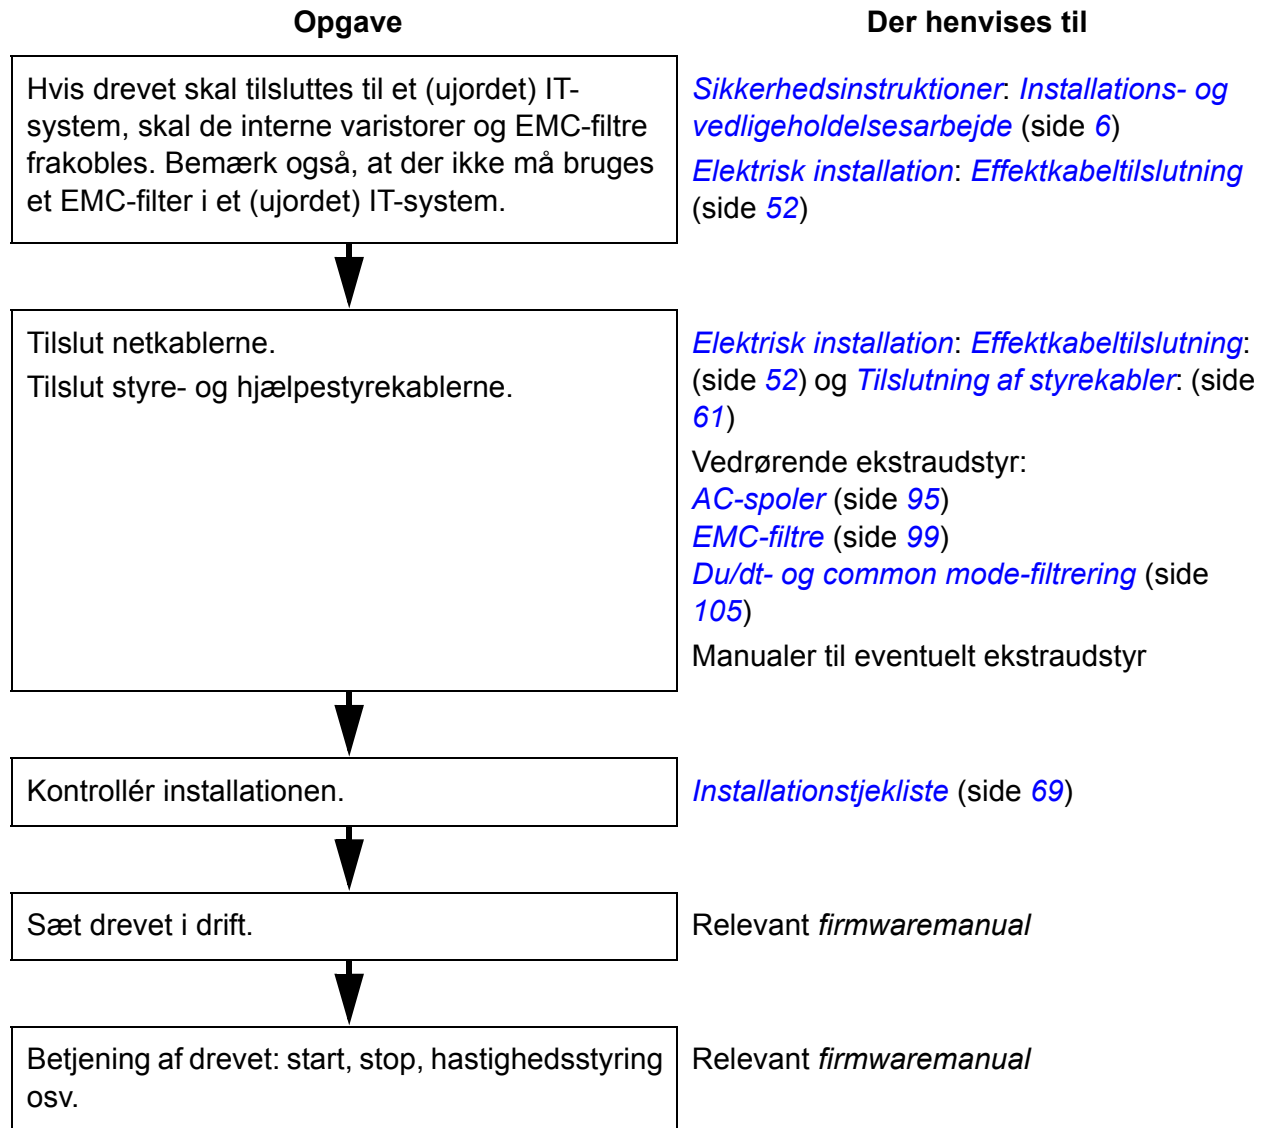 Opgave
Der henvises til
Hvis drevet skal tilsluttes til et (ujordet) IT-
system, skal de interne varistorer og EMC-filtre
frakobles. Bemærk også, at der ikke må bruges
et EMC-filter i et (ujordet) IT-system.
Sikkerhedsinstruktioner: Installations- og
vedligeholdelsesarbejde (side 6)
Elektrisk installation: Effektkabeltilslutning
(side 52)
Tilslut netkablerne.
Tilslut styre- og hjælpestyrekablerne.
Elektrisk installation: Effektkabeltilslutning:
(side 52) og Tilslutning af styrekabler: (side
61)
Vedrørende ekstraudstyr:
AC-spoler (side 95)
EMC-filtre (side 99)
Du/dt- og common mode-filtrering (side
105)
Manualer til eventuelt ekstraudstyr
Kontrollér installationen.
Installationstjekliste (side 69)
Sæt drevet i drift.
Relevant firmwaremanual
Betjening af drevet: start, stop, hastighedsstyring
osv.
Relevant firmwaremanual